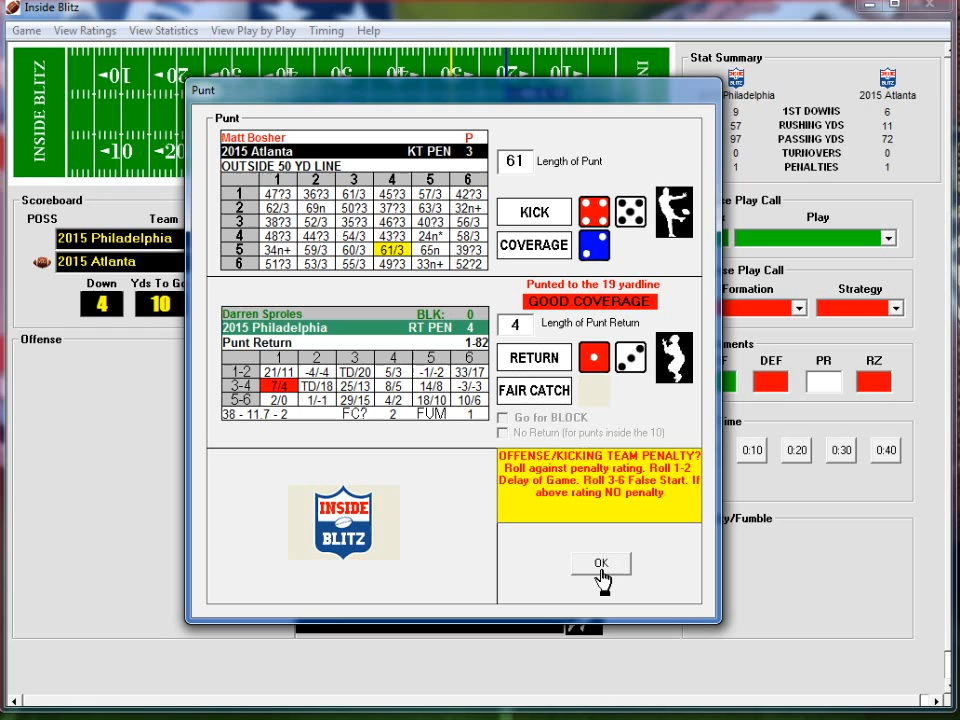 Inside Blitz
Game View Ratings View Statistics View Play by Play Timing Help
INSIDE BLITZ
10 20
10 20
Stat Summary
Philadelphia 2015 Atlanta
9 1ST DOWNS 6
57 RUSHING YDS 11
97 PASSING YDS 72
0 TURNOVERS 0
1 PENALTIES 1
Scoreboard
POSS Team
2015 Philadelphia
2015 Atlanta
Down Yds To G
4 10
Offense
Punt
Punt
Matt Bosher P
2015 Atlanta KT PEN 3
OUTSIDE 50 YD LINE
1 2 3 4 5 6
1 47?3 36?3 61/3 45?3 57/3 42?3
2 62/3 69n 50?3 37?3 63/3 32n+
3 38?3 52/3 35?3 46?3 40?3 56/3
4 48?3 44?3 54/3 43?3 24n* 58/3
5 34n+ 59/3 60/3 61/3 65n 39?3
6 51?3 53/3 55/3 49?3 33n+ 52?2
61 Length of Punt
KICK
COVERAGE
Punted to the 19 yardline
GOOD COVERAGE
4 Length of Punt Return
Darren Sproles BLK: 0
2015 Philadelphia RT PEN 4
Punt Return 1-82
1 2 3 4 5 6
1-2 21/11 -4/-4 TD/20 5/3 -1/-2 33/17
3-4 7/4 TD/18 25/13 8/5 14/8 -3/-3
5-6 2/0 1/-1 29/15 4/2 18/10 10/6
38 - 11.7 - 2 FC? 2 FUM 1
RETURN
FAIR CATCH
Go for BLOCK
No Return (for punts inside the 10)
OFFENSE/KICKING TEAM PENALTY?
Roll against penalty rating. Roll 1-2
Delay of Game. Roll 3-6 False Start. If
above rating NO penalty
INSIDE
BLITZ
OK
se Play Call
Play
se Play Call
Formation Strategy
ments
F DEF PR RZ
ime
0:10 0:20 0:30 0:40
y/Fumble